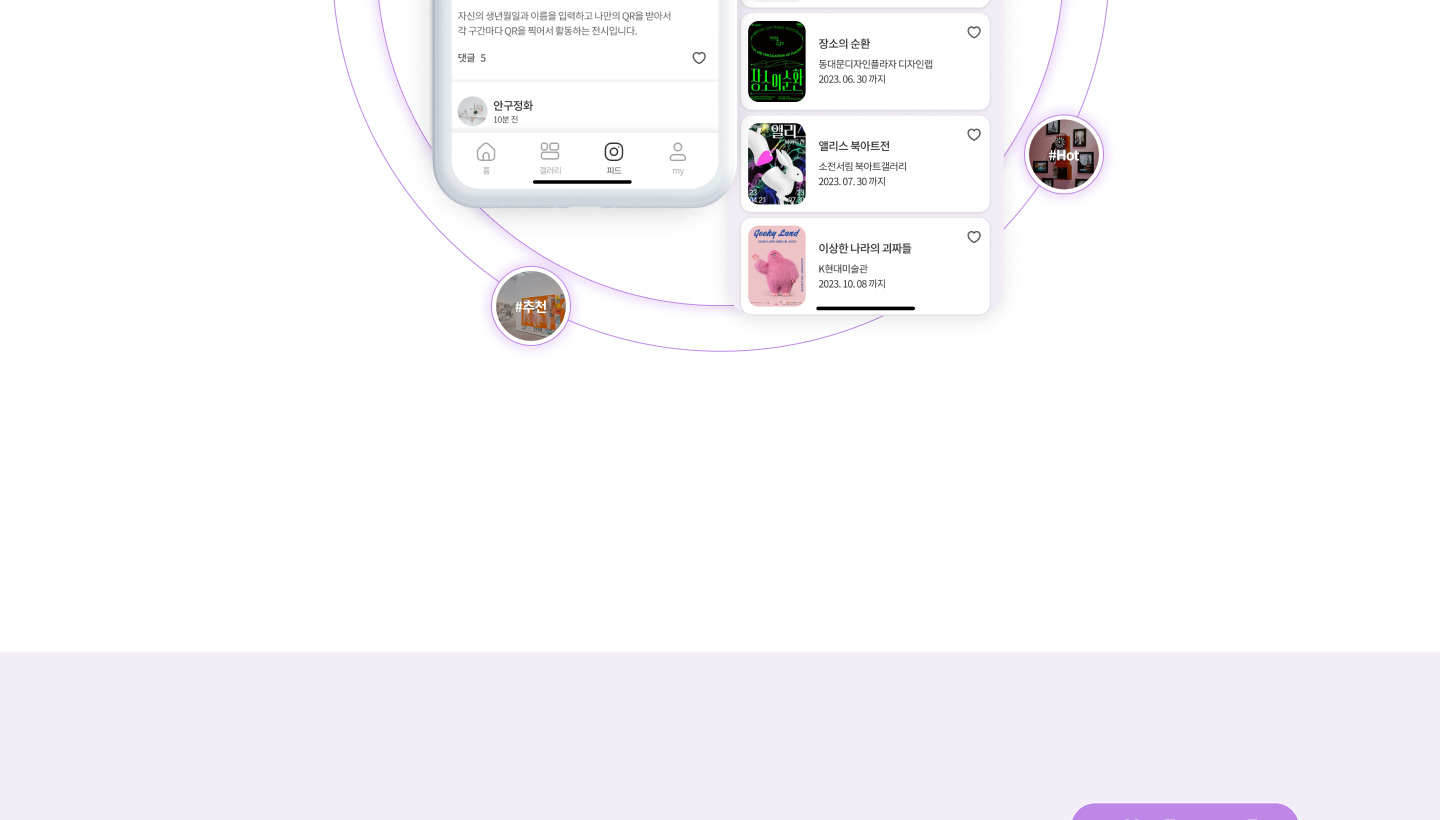 자신의 생년월일과 이름을 입력하고 나만의 QR을 받아서
각 구간마다 QR을 찍어서 활동하는 전시입니다.
댓글 5
안구정화
10분 전
홈
갤러리
피드
my
장소의 순환
장소의 순환
동대문디자인플라자 디자인랩
2023. 06. 30 까지
앨리스 북아트전
소전서림 북아트갤러리
2023. 07. 30 까지
Geeky Land
이상한 나라의 괴짜들
K현대미술관
2023. 10. 08 까지
#Hot
#추천